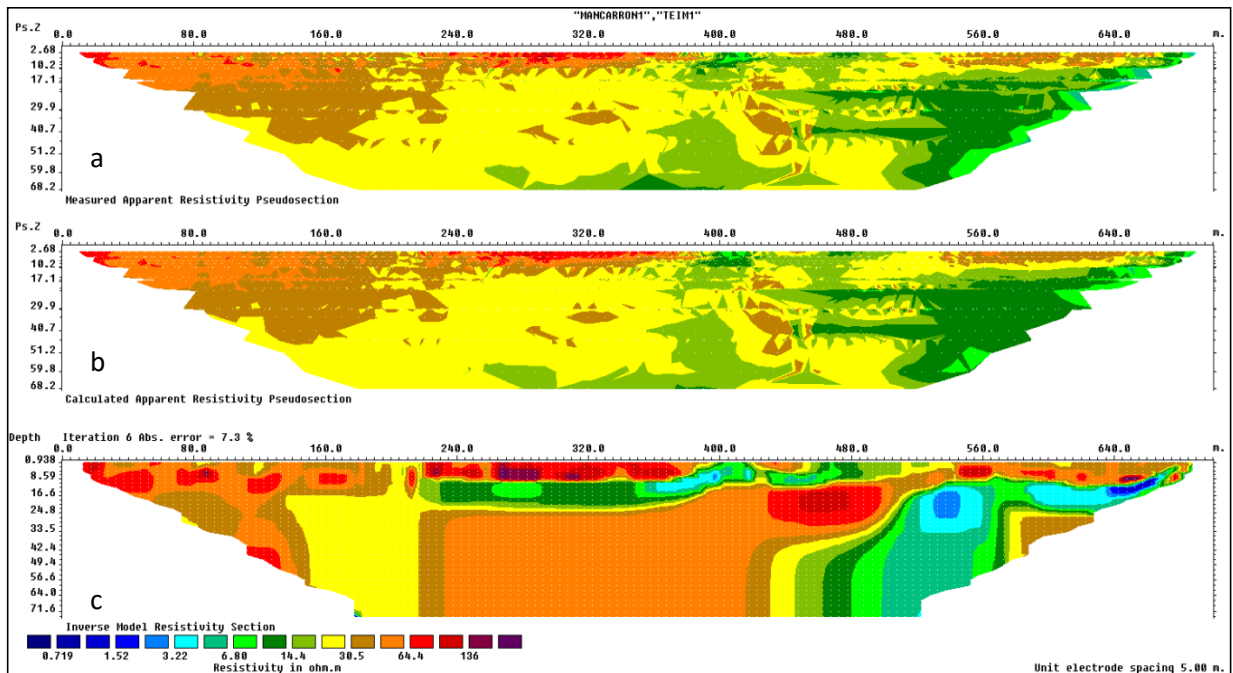 "MANCARRON1","TEIM1"
Ps.Z 0.0 80.0 160.0 240.0 320.0 400.0 480.0 560.0 640.0 m.
2.68
10.2
17.1
29.9
40.7
51.2
59.8
68.2
a
Measured Apparent Resistivity Pseudosection
Ps.Z 0.0 80.0 160.0 240.0 320.0 400.0 480.0 560.0 640.0 m.
2.68
10.2
17.1
29.9
40.7
51.2
59.8
68.2
b
Calculated Apparent Resistivity Pseudosection
Depth Iteration 6 Abs. error = 7.3 %
0.0 80.0 160.0 240.0 320.0 400.0 480.0 560.0 640.0 m.
0.938
8.59
16.6
24.8
33.5
42.4
49.4
56.6
64.0
71.6
c
Inverse Model Resistivity Section
0.719 1.52 3.22 6.80 14.4 30.5 64.4 136
Resistivity in ohm.m
Unit electrode spacing 5.00 m.